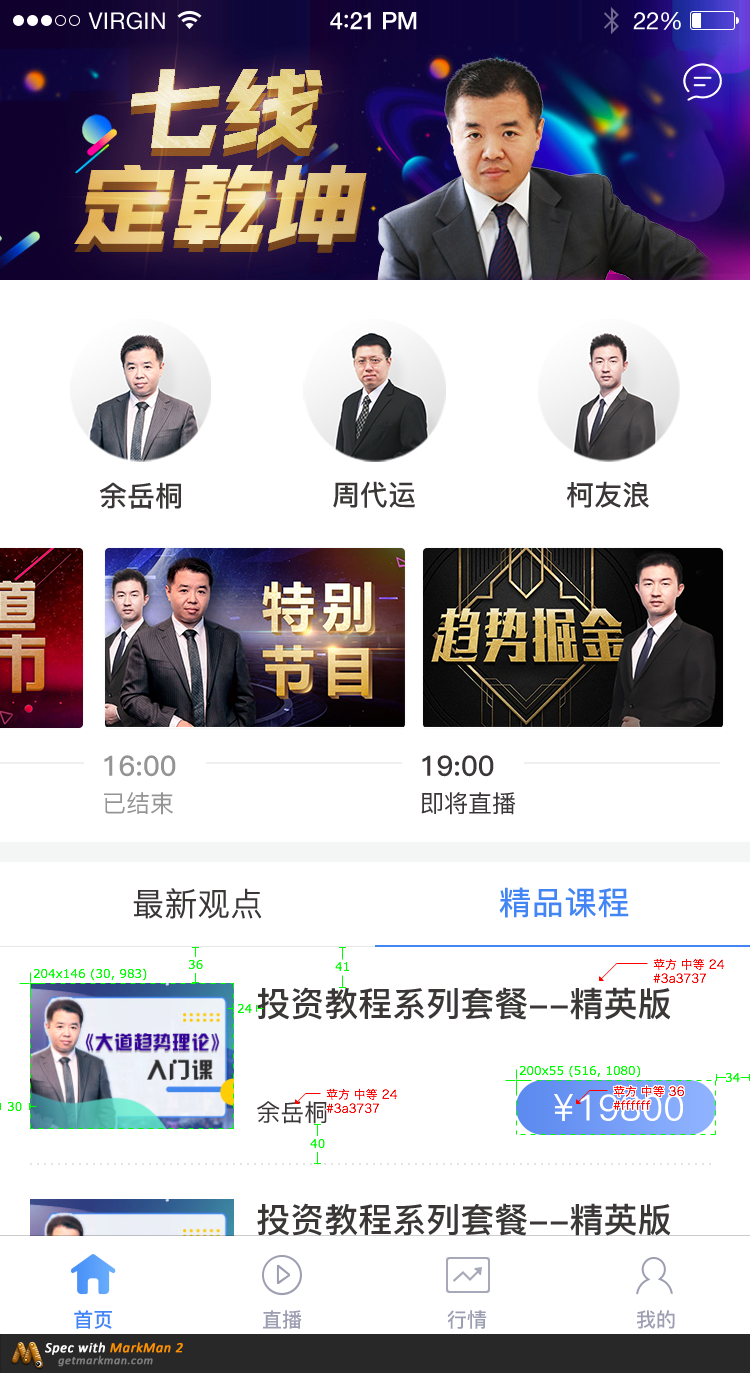 VIRGIN 4:21 PM 22%
七线
定乾坤
余岳桐 周代运 柯友浪
道 特别 趋势掘金
市 节目
16:00 19:00
已结束 即将直播
最新观点 精品课程
36 41 苹方 中等 24
204x146 (30, 983) #3a3737
24 投资教程系列套餐--精英版
《大道趋势理论》
入门课
200x55 (516, 1080)
34
30 余岳桐 苹方 中等 24 ¥19800 苹方 中等 36
#3a3737 #ffffff
40
投资教程系列套餐--精英版
首页 直播 行情 我的
Spec with MarkMan 2
getmarkman.com